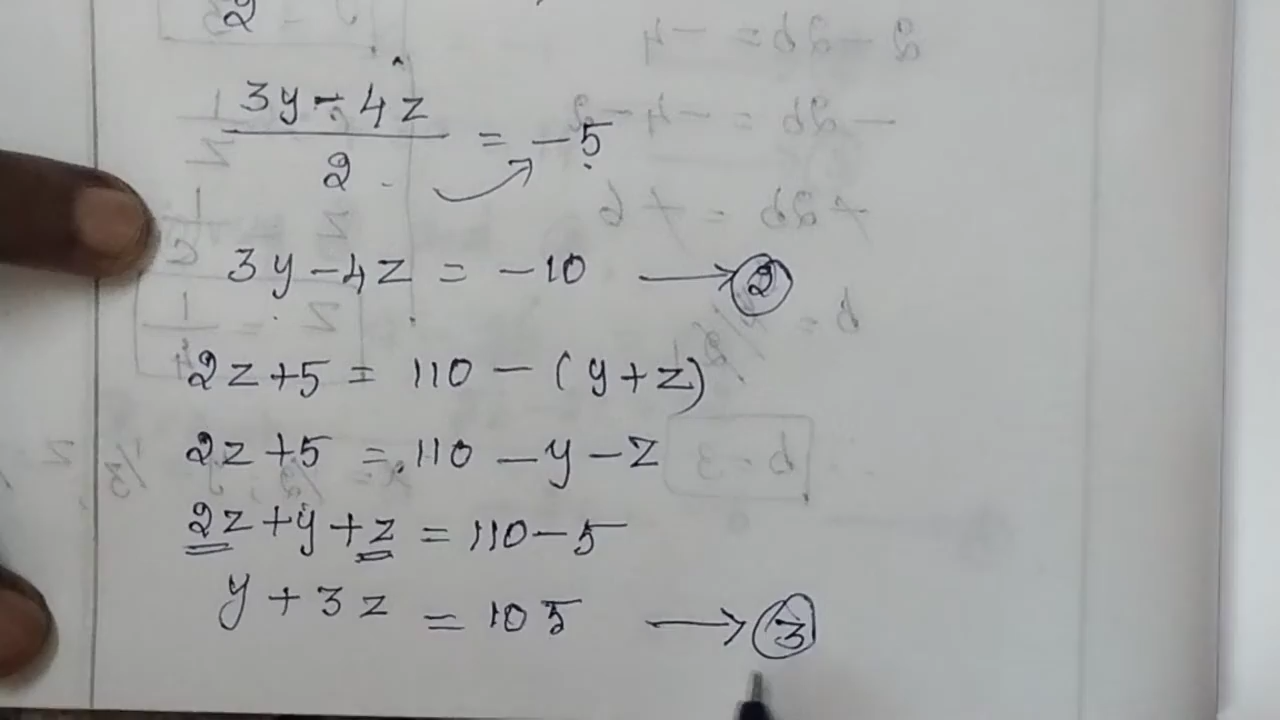 2
3y - 4z / 2 = -5
3y - 4z = -10 → ②
2z + 5 = 110 - (y + z)
2z + 5 = 110 - y - z
2z + y + z = 110 - 5
y + 3z = 105 → ③